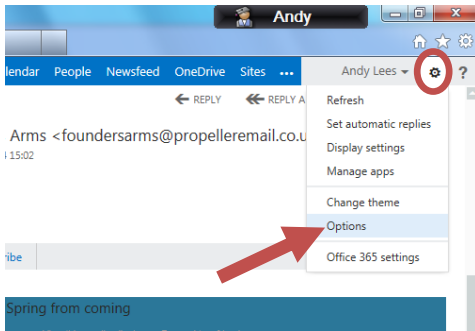 Andy
lendar People Newsfeed OneDrive Sites ... Andy Lees ?
REPLY REPLY A
Refresh
Arms <foundersarms@propelleremail.co.u
Set automatic replies
4 15:02
Display settings
Manage apps
Change theme
Options
ribe
Office 365 settings
Spring from coming